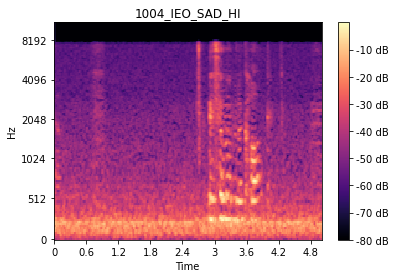 1004_IEO_SAD_HI
8192
4096
2048
1024
512
0
Hz
0 0.6 1.2 1.8 2.4 3 3.6 4.2 4.8
Time
-10 dB
-20 dB
-30 dB
-40 dB
-50 dB
-60 dB
-70 dB
-80 dB